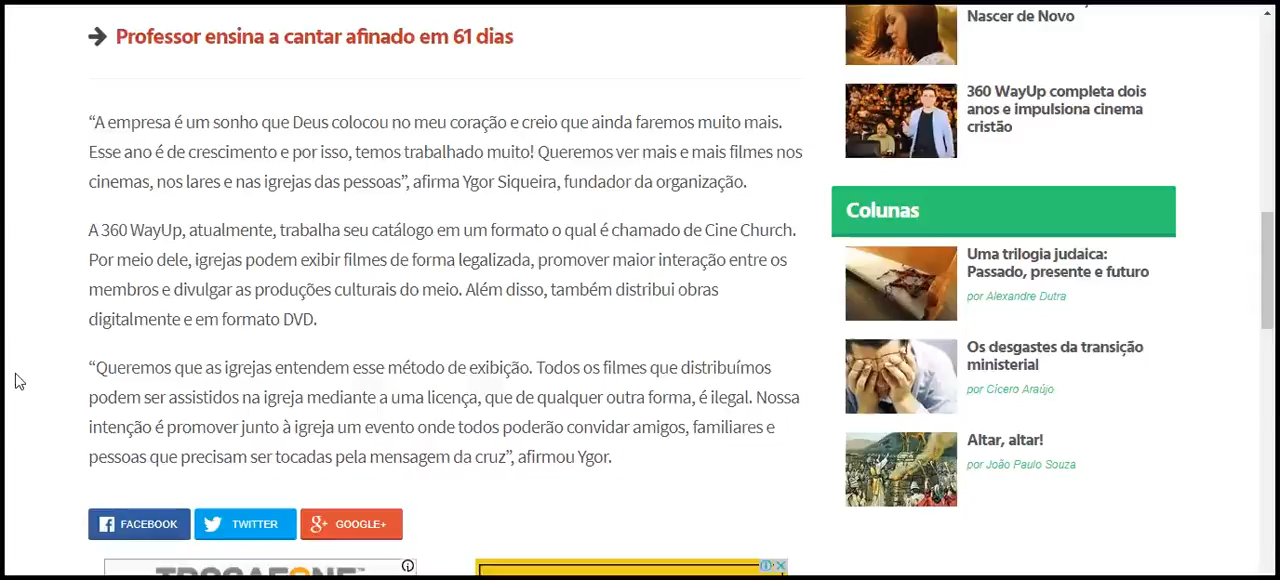 Professor ensina a cantar afinado em 61 dias
“A empresa é um sonho que Deus colocou no meu coração e creio que ainda faremos muito mais.
Esse ano é de crescimento e por isso, temos trabalhado muito! Queremos ver mais e mais filmes nos
cinemas, nos lares e nas igrejas das pessoas”, afirma Ygor Siqueira, fundador da organização.
A 360 WayUp, atualmente, trabalha seu catálogo em um formato o qual é chamado de Cine Church.
Por meio dele, igrejas podem exibir filmes de forma legalizada, promover maior interação entre os
membros e divulgar as produções culturais do meio. Além disso, também distribui obras
digitalmente e em formato DVD.
“Queremos que as igrejas entendem esse método de exibição. Todos os filmes que distribuímos
podem ser assistidos na igreja mediante a uma licença, que de qualquer outra forma, é ilegal. Nossa
intenção é promover junto à igreja um evento onde todos poderão convidar amigos, familiares e
pessoas que precisam ser tocadas pela mensagem da cruz”, afirmou Ygor.
FACEBOOK
TWITTER
GOOGLE+
Nascer de Novo
360 WayUp completa dois
anos e impulsiona cinema
cristão
Colunas
Uma trilogia judaica:
Passado, presente e futuro
por Alexandre Dutra
Os desgastes da transição
ministerial
por Cícero Araújo
Altar, altar!
por João Paulo Souza